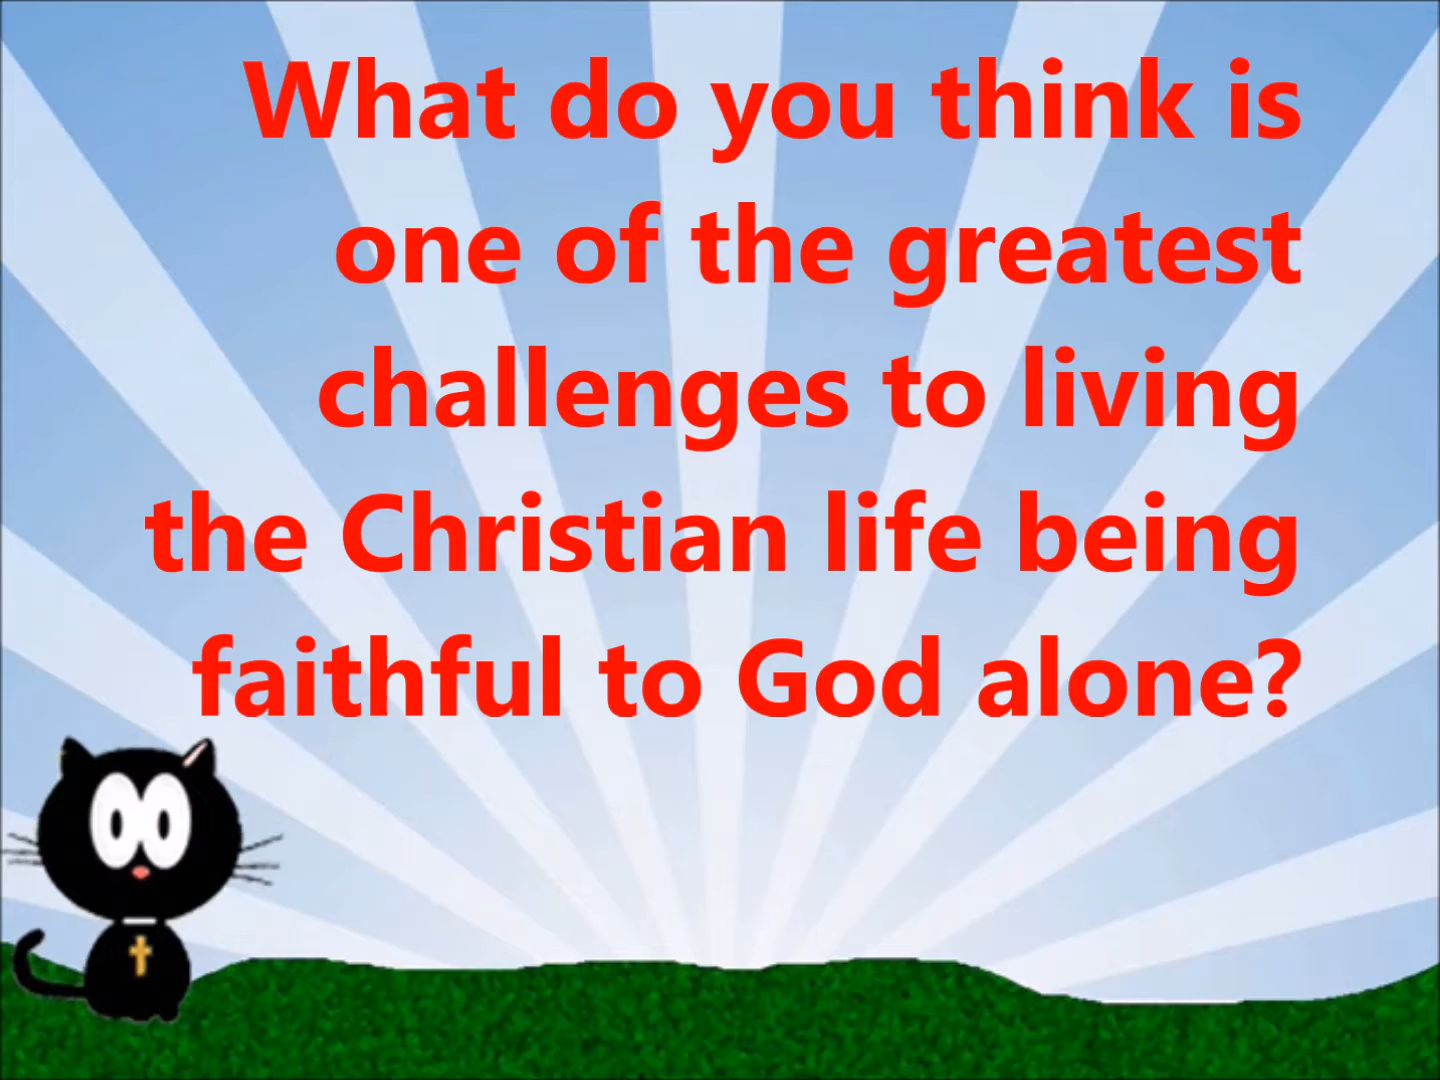 What do you think is
one of the greatest
challenges to living
the Christian life being
faithful to God alone?